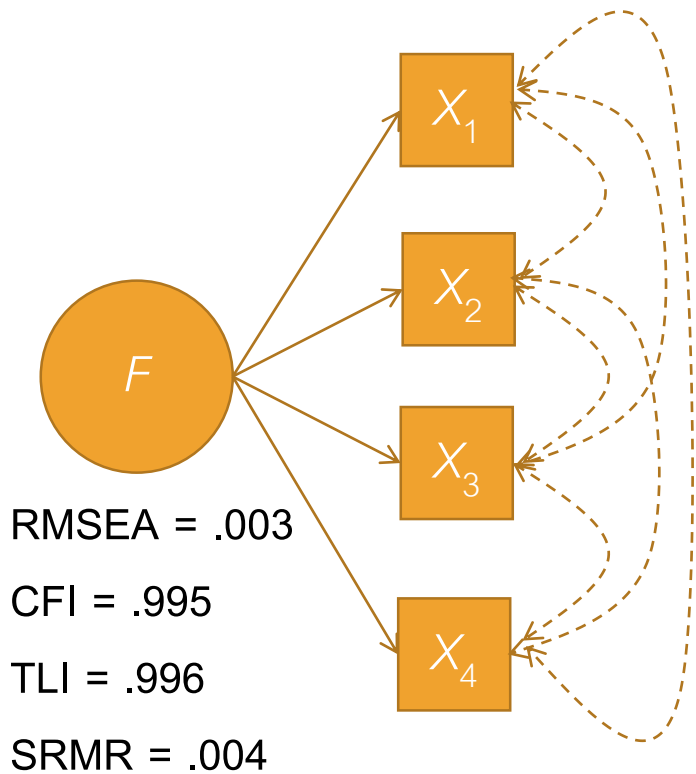 X1
X2
F
X3
RMSEA = .003
CFI = .995
X4
TLI = .996
SRMR = .004